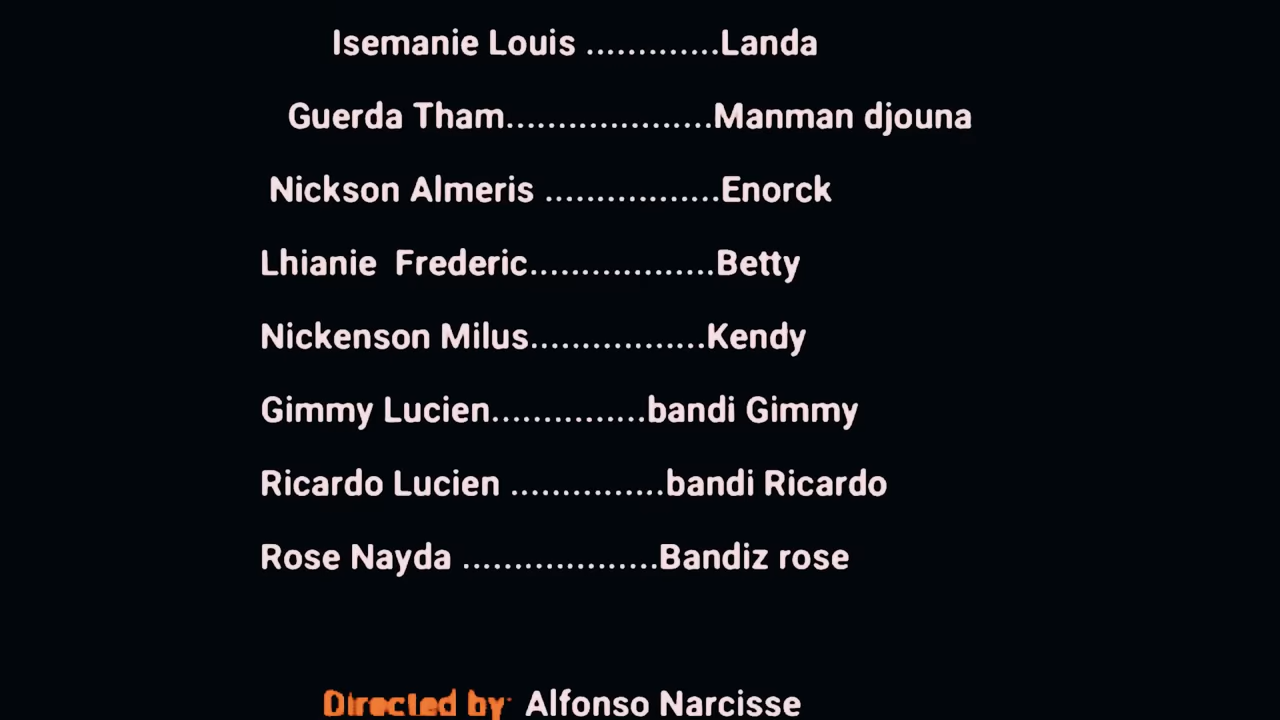 Isemanie Louis .............Landa
Guerda Tham....................Manman djouna
Nickson Almeris .................Enorck
Lhianie  Frederic..................Betty
Nickenson Milus.................Kendy
Gimmy Lucien...............bandi Gimmy
Ricardo Lucien ...............bandi Ricardo
Rose Nayda ...................Bandiz rose
Directed by: Alfonso Narcisse